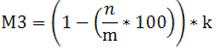 M3 = (1 − (n/m * 100)) * k